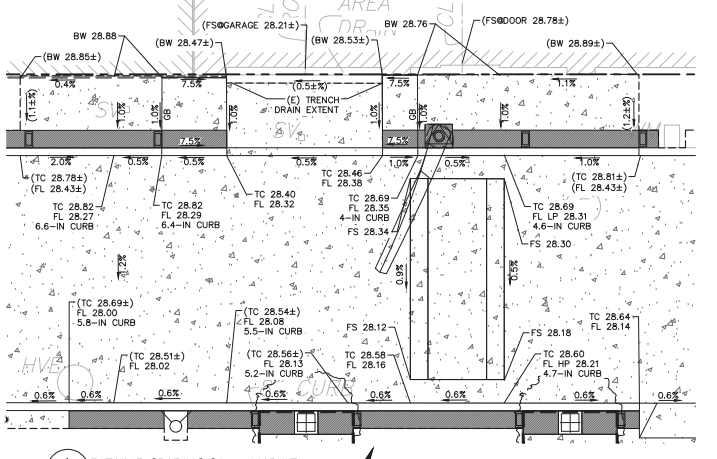 AREA
DRAIN
(FS@GARAGE 28.21±)
BW 28.76
(FS@DOOR 28.78±)
BW 28.88
(BW 28.47±)
(BW 28.53±)
(BW 28.85±)
(BW 28.89±)
0.4%
7.5%
(0.5±%)
7.5%
1.1%
(E) TRENCH
DRAIN EXTENT
(1.1±%)
1.0%
1.0%
GB
1.0%
1.0%
GB
1.0%
1.0%
(1.2±%)
7.5%
7.5%
2.0%
0.5%
0.5%
0.5%
1.0%
0.5%
1.0%
(TC 28.78±)
(FL 28.43±)
TC 28.82
FL 28.27
6.6-IN CURB
TC 28.82
FL 28.29
6.4-IN CURB
TC 28.40
FL 28.32
TC 28.46
FL 28.38
TC 28.69
FL 28.35
4-IN CURB
FS 28.34
TC 28.69
FL LP 28.31
4.6-IN CURB
(TC 28.81±)
(FL 28.43±)
FS 28.30
1.2%
0.9%
0.5%
(TC 28.69±)
FL 28.00
5.8-IN CURB
(TC 28.54±)
FL 28.08
5.5-IN CURB
FS 28.12
FS 28.18
TC 28.64
FL 28.14
(TC 28.51±)
FL 28.02
(TC 28.56±)
FL 28.13
5.2-IN CURB
TC 28.58
FL 28.16
TC 28.60
FL HP 28.21
4.7-IN CURB
HVE
CURB
0.6%
0.6%
0.6%
0.6%
0.6%
0.6%
0.6%
0.6%